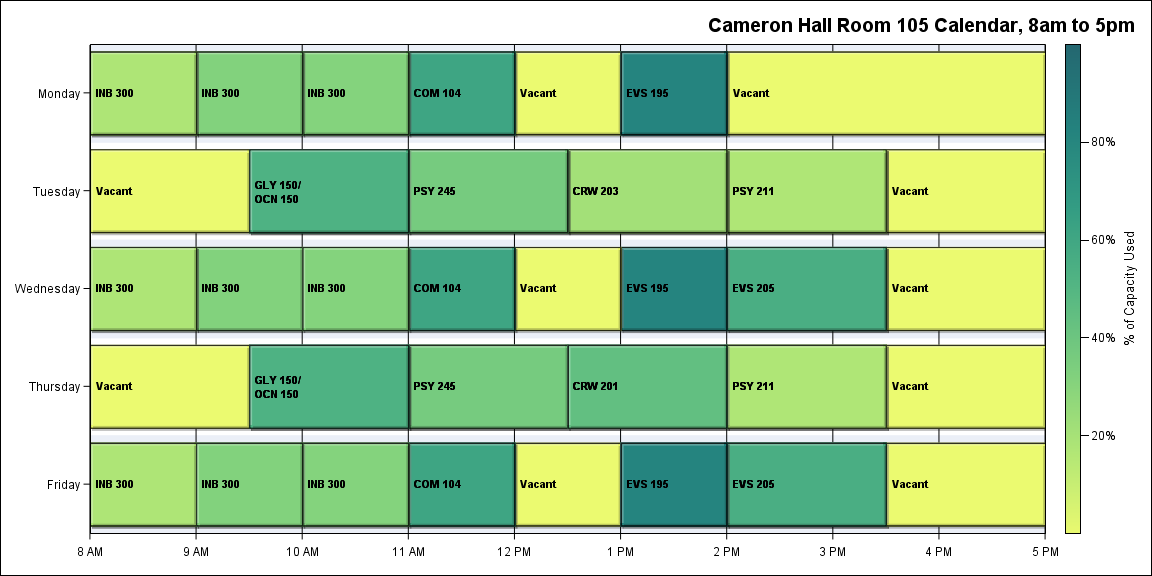 Cameron Hall Room 105 Calendar, 8am to 5pm
Monday
INB 300
INB 300
INB 300
COM 104
Vacant
EVS 195
Vacant
Tuesday
Vacant
GLY 150/
OCN 150
PSY 245
CRW 203
PSY 211
Vacant
Wednesday
INB 300
INB 300
INB 300
COM 104
Vacant
EVS 195
EVS 205
Vacant
Thursday
Vacant
GLY 150/
OCN 150
PSY 245
CRW 201
PSY 211
Vacant
Friday
INB 300
INB 300
INB 300
COM 104
Vacant
EVS 195
EVS 205
Vacant
8 AM
9 AM
10 AM
11 AM
12 PM
1 PM
2 PM
3 PM
4 PM
5 PM
80%
60%
40%
20%
% of Capacity Used